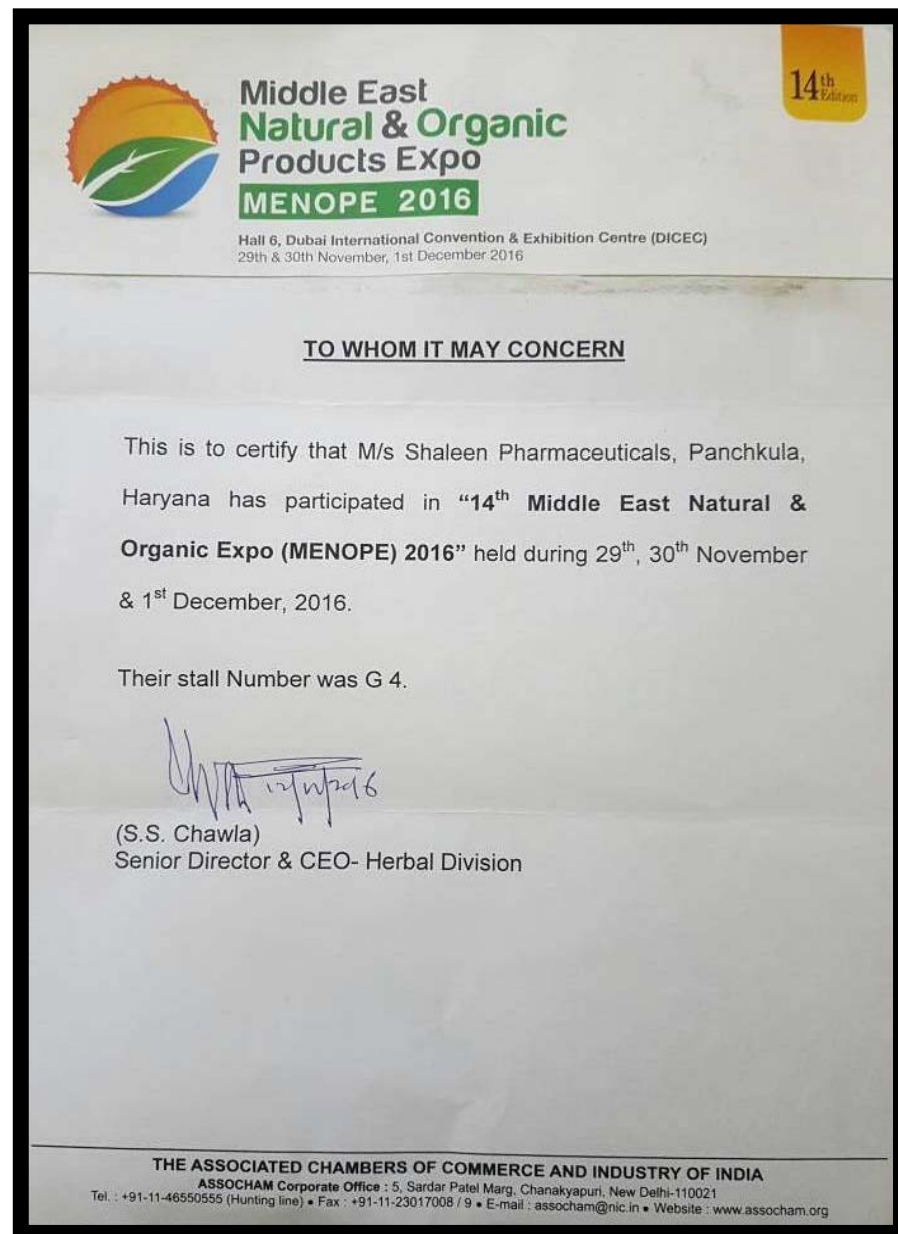 14th Edition
Middle East
Natural & Organic
Products Expo
MENOPE 2016
Hall 6, Dubai International Convention & Exhibition Centre (DICEC)
29th & 30th November, 1st December 2016
TO WHOM IT MAY CONCERN
This is to certify that M/s Shaleen Pharmaceuticals, Panchkula,
Haryana has participated in “14th Middle East Natural &
Organic Expo (MENOPE) 2016” held during 29th, 30th November
& 1st December, 2016.
Their stall Number was G 4.
(S.S. Chawla)
Senior Director & CEO- Herbal Division
THE ASSOCIATED CHAMBERS OF COMMERCE AND INDUSTRY OF INDIA
ASSOCHAM Corporate Office : 5, Sardar Patel Marg, Chanakyapuri, New Delhi-110021
Tel. : +91-11-46550555 (Hunting line) • Fax : +91-11-23017008 / 9 • E-mail : assocham@nic.in • Website : www.assocham.org